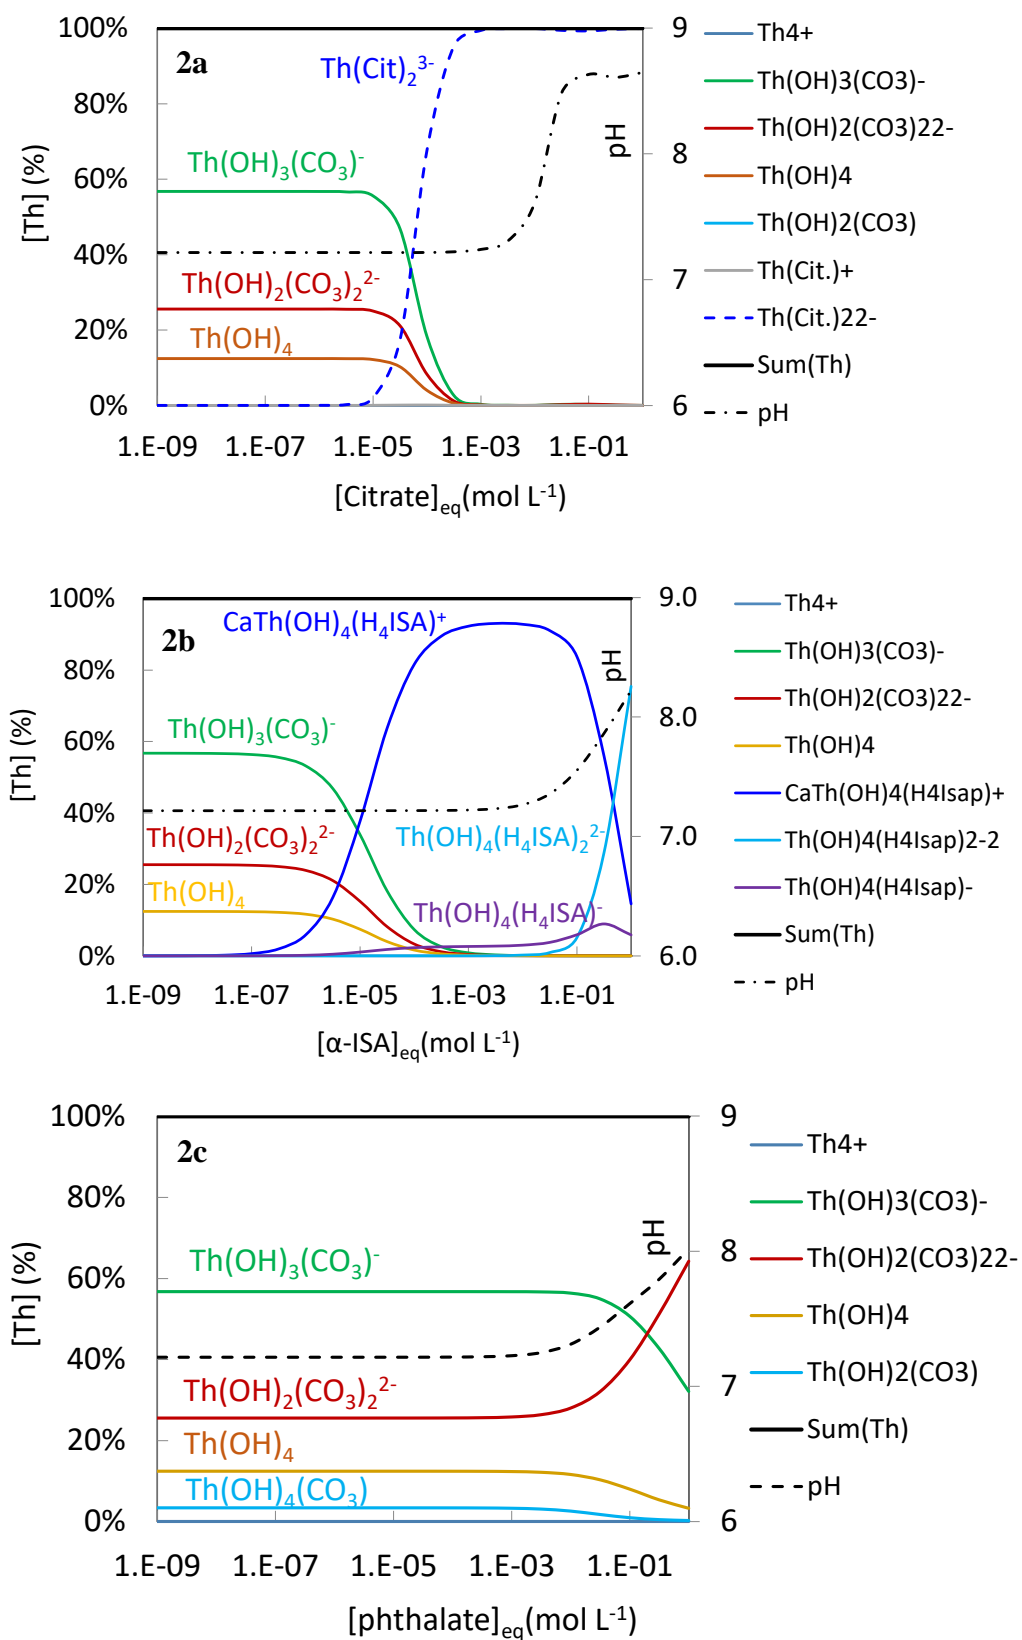 100%
80%
60%
40%
20%
0%
[Th] (%)
2a
Th(Cit)₂³⁻
Th(OH)₃(CO₃)⁻
Th(OH)₂(CO₃)₂²⁻
Th(OH)₄
pH
9
8
7
6
1.E-09
1.E-07
1.E-05
1.E-03
1.E-01
[Citrate]eq(mol L⁻¹)
Th4+
Th(OH)3(CO3)-
Th(OH)2(CO3)22-
Th(OH)4
Th(OH)2(CO3)
Th(Cit.)+
Th(Cit.)22-
Sum(Th)
pH
100%
80%
60%
40%
20%
0%
[Th] (%)
2b
CaTh(OH)₄(H₄ISA)⁺
Th(OH)₃(CO₃)⁻
Th(OH)₂(CO₃)₂²⁻
Th(OH)₄(H₄ISA)₂²⁻
Th(OH)₄
Th(OH)₄(H₄ISA)⁻
pH
9.0
8.0
7.0
6.0
1.E-09
1.E-07
1.E-05
1.E-03
1.E-01
[α-ISA]eq(mol L⁻¹)
Th4+
Th(OH)3(CO3)-
Th(OH)2(CO3)22-
Th(OH)4
CaTh(OH)4(H4Isap)+
Th(OH)4(H4Isap)2-2
Th(OH)4(H4Isap)-
Sum(Th)
pH
100%
80%
60%
40%
20%
0%
[Th] (%)
2c
Th(OH)₃(CO₃)⁻
Th(OH)₂(CO₃)₂²⁻
Th(OH)₄
Th(OH)₄(CO₃)
pH
9
8
7
6
1.E-09
1.E-07
1.E-05
1.E-03
1.E-01
[phthalate]eq(mol L⁻¹)
Th4+
Th(OH)3(CO3)-
Th(OH)2(CO3)22-
Th(OH)4
Th(OH)2(CO3)
Sum(Th)
pH